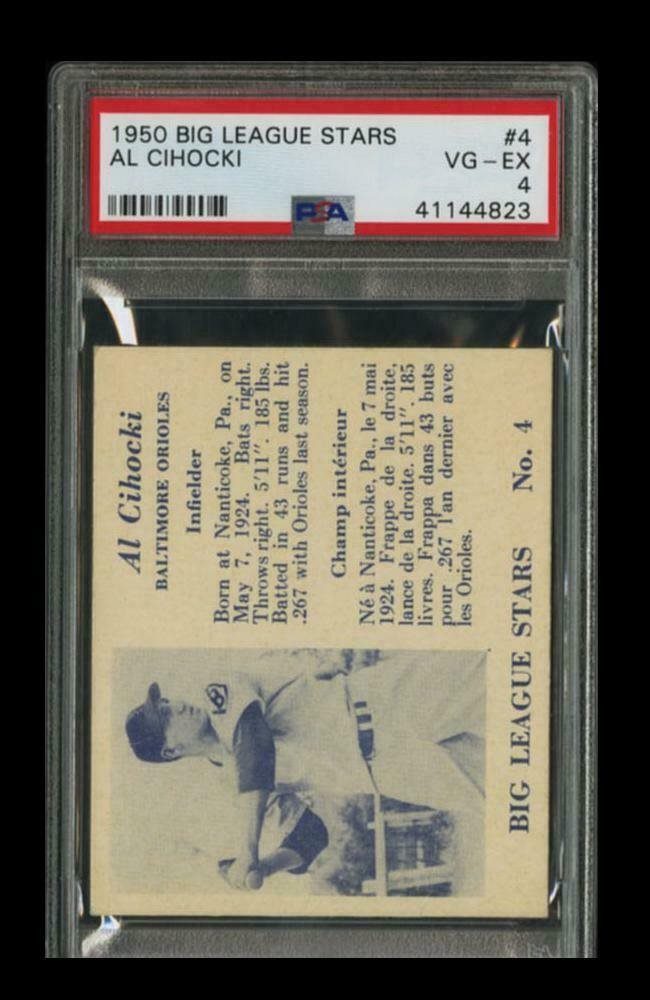 1950 BIG LEAGUE STARS #4
AL CIHOCKI VG-EX
4
PSA 41144823
Al Cihocki
BALTIMORE ORIOLES
Infielder
Born at Nanticoke, Pa., on
May 7, 1924. Bats right.
Throws right. 5'11". 185 lbs.
Batted in 43 runs and hit
.267 with Orioles last season.
Champ intérieur
Né à Nanticoke, Pa., le 7 mai
1924. Frappe de la droite,
lance de la droite. 5'11". 185
livres. Frappa dans 43 buts
pour .267 l'an dernier avec
les Orioles.
BIG LEAGUE STARS No. 4